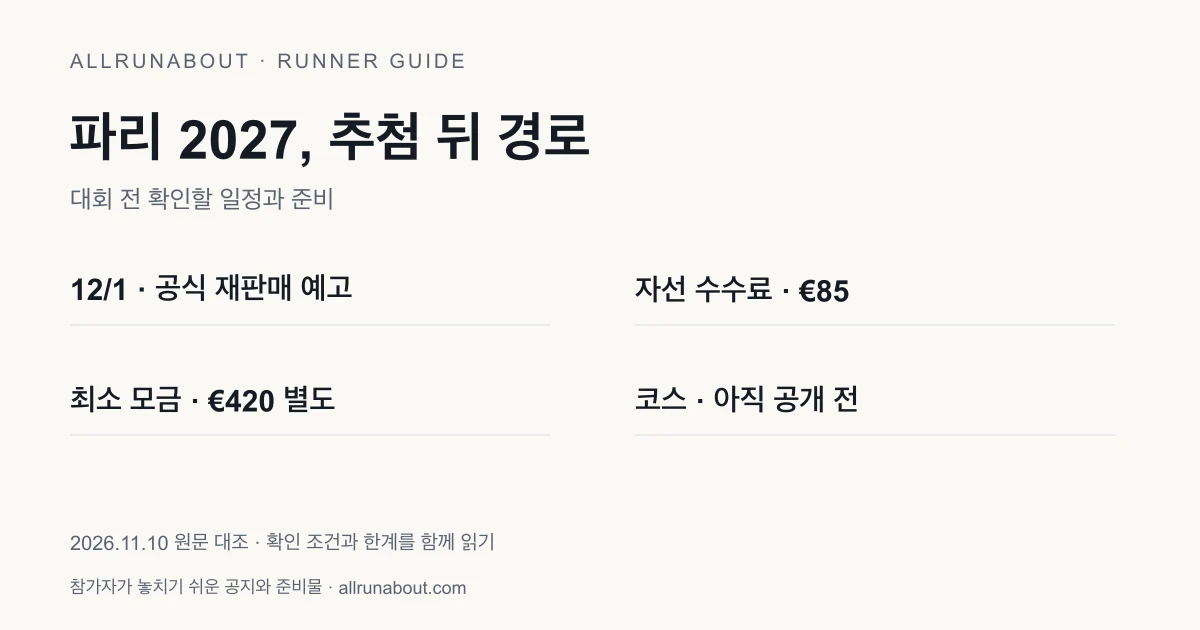 ALLRUNABOUT · RUNNER GUIDE
파리 2027, 추첨 뒤 경로
대회 전 확인할 일정과 준비
12/1 · 공식 재판매 예고
자선 수수료 · €85
최소 모금 · €420 별도
코스 · 아직 공개 전
2026.11.10 원문 대조 · 확인 조건과 한계를 함께 읽기
참가자가 놓치기 쉬운 공지와 준비물 · allrunabout.com